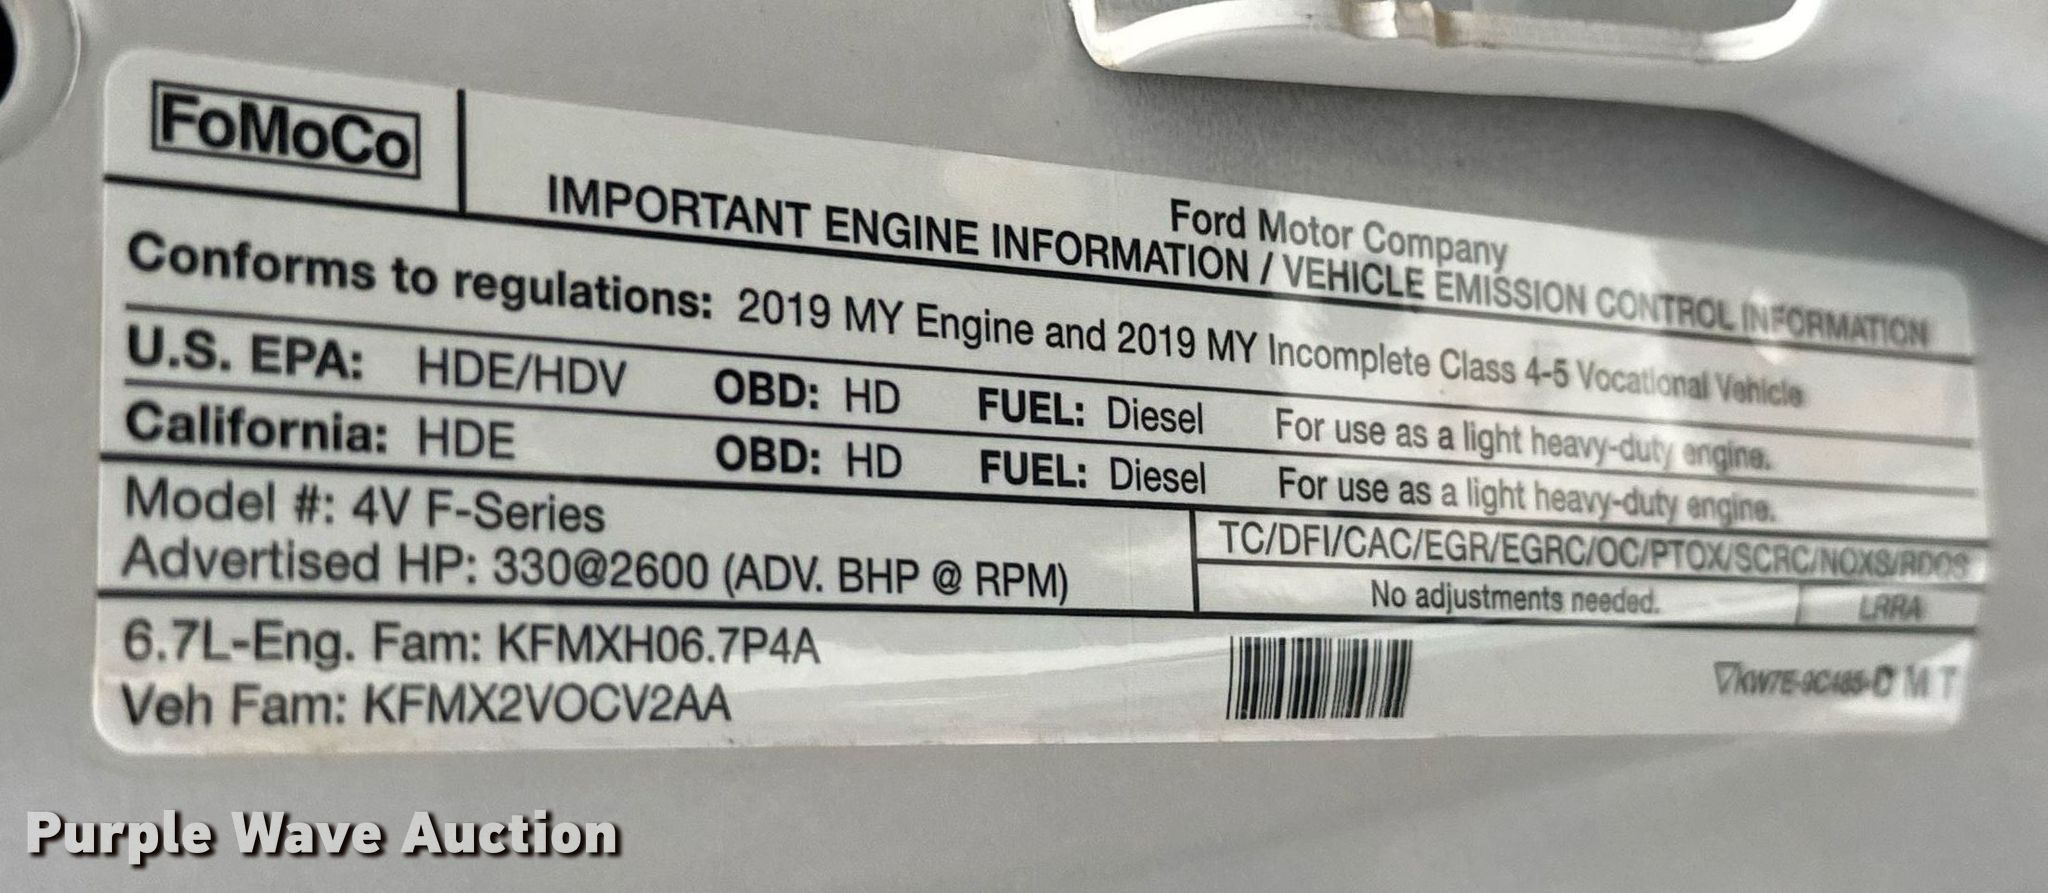 FoMoCo
Ford Motor Company
IMPORTANT ENGINE INFORMATION / VEHICLE EMISSION CONTROL INFORMATION
Conforms to regulations: 2019 MY Engine and 2019 MY Incomplete Class 4-5 Vocational Vehicle
U.S. EPA: HDE/HDV OBD: HD FUEL: Diesel For use as a light heavy-duty engine.
California: HDE OBD: HD FUEL: Diesel For use as a light heavy-duty engine.
Model #: 4V F-Series
TC/DFI/CAC/EGR/EGRC/OC/PTOX/SCRC/NOXS/RDQS
Advertised HP: 330@2600 (ADV. BHP @ RPM)
No adjustments needed. LRRA
6.7L-Eng. Fam: KFMXH06.7P4A
Veh Fam: KFMX2VOCV2AA
M T
Purple Wave Auction